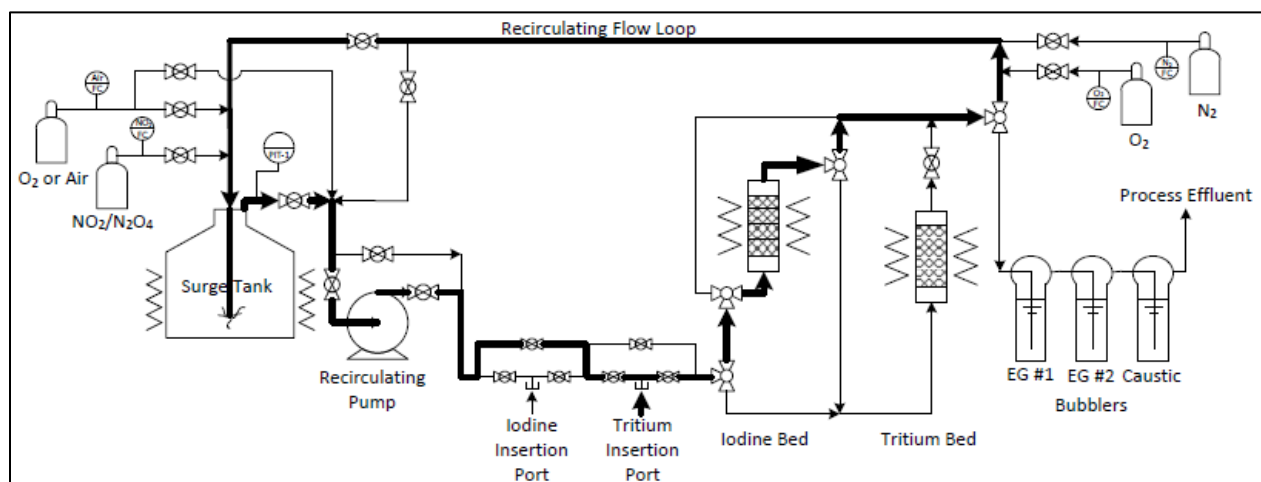 Recirculating Flow Loop
Air
FC
NO₂
FC
PIT-1
N₂
FC
O₂
FC
N₂
O₂
O₂ or Air
NO₂/N₂O₄
Process Effluent
Surge Tank
Recirculating
Pump
Iodine
Insertion
Port
Tritium
Insertion
Port
Iodine Bed
Tritium Bed
EG #1
EG #2
Caustic
Bubblers